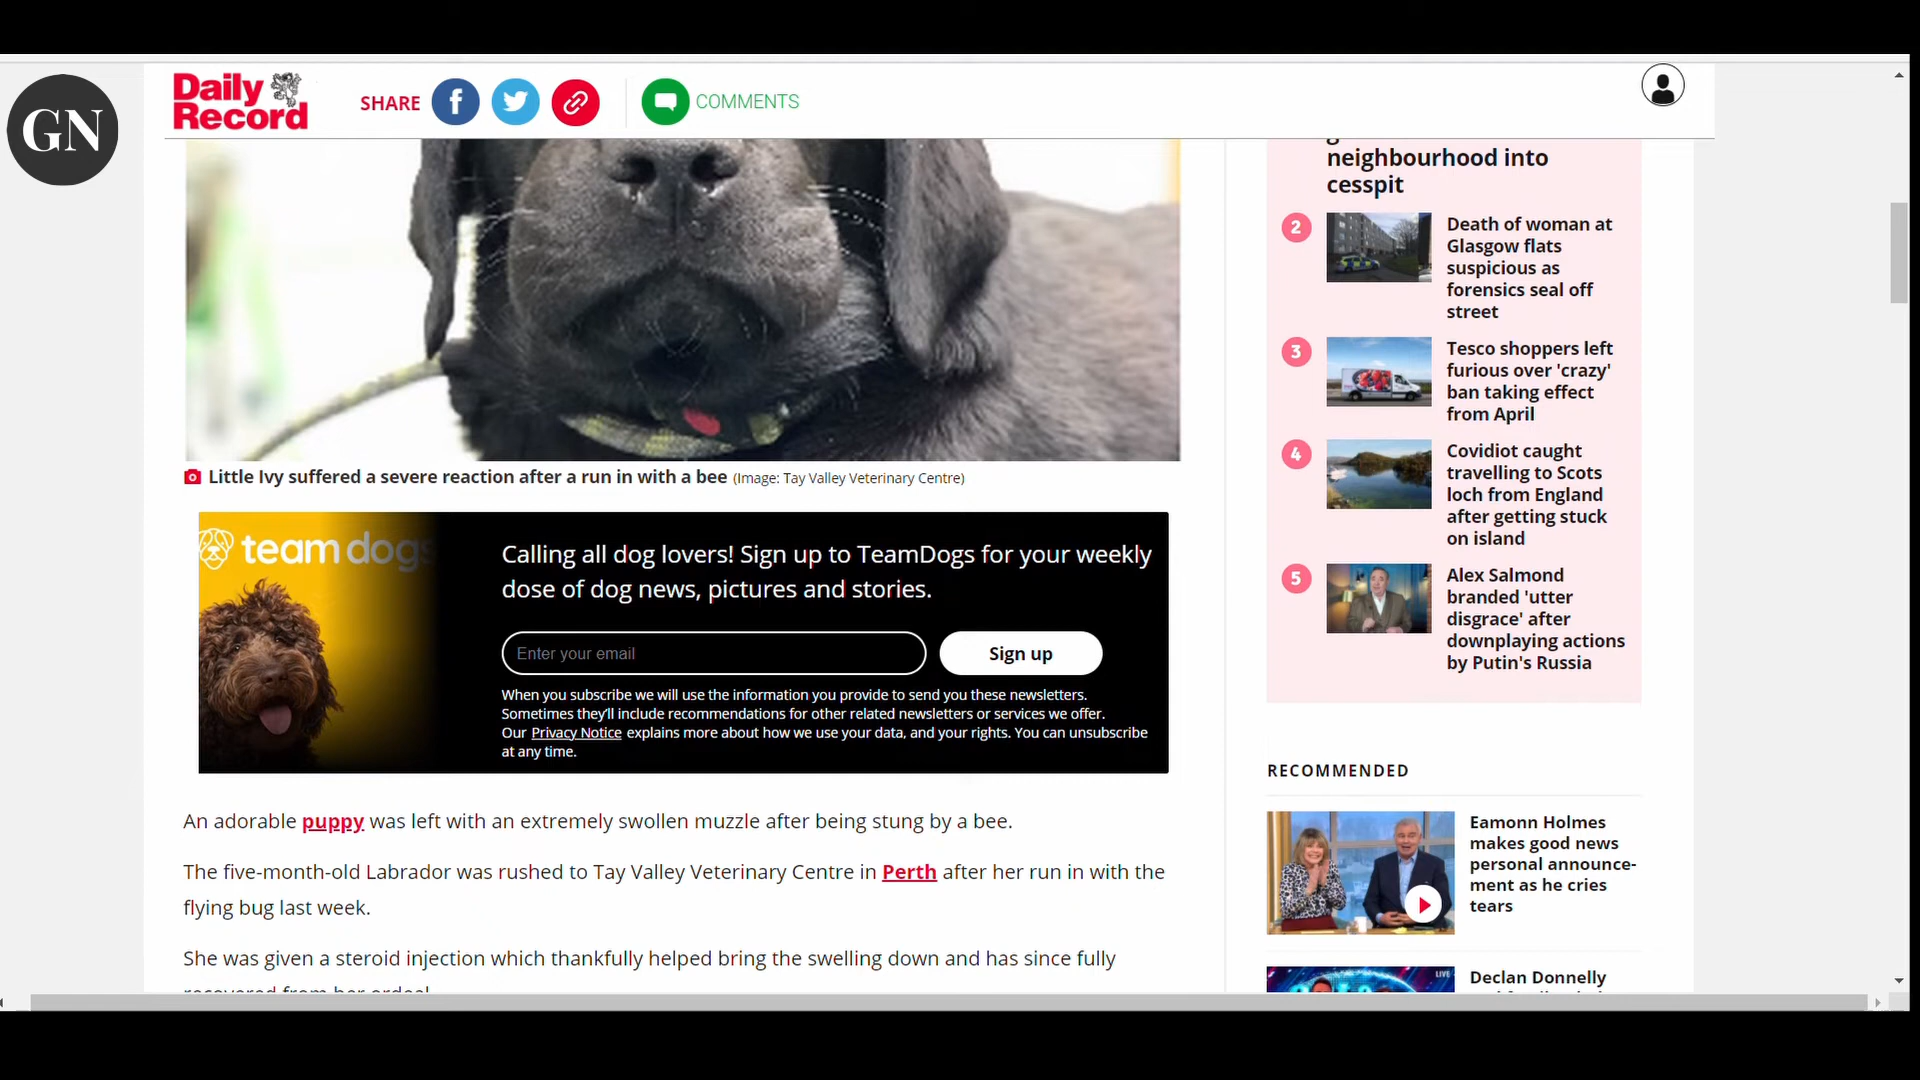 GN
Daily
Record
SHARE
COMMENTS
Little Ivy suffered a severe reaction after a run in with a bee (Image: Tay Valley Veterinary Centre)
team dogs
Calling all dog lovers! Sign up to TeamDogs for your weekly
dose of dog news, pictures and stories.
Enter your email
Sign up
When you subscribe we will use the information you provide to send you these newsletters.
Sometimes they'll include recommendations for other related newsletters or services we offer.
Our Privacy Notice explains more about how we use your data, and your rights. You can unsubscribe
at any time.
An adorable puppy was left with an extremely swollen muzzle after being stung by a bee.
The five-month-old Labrador was rushed to Tay Valley Veterinary Centre in Perth after her run in with the
flying bug last week.
She was given a steroid injection which thankfully helped bring the swelling down and has since fully
recovered from her ordeal
neighbourhood into
cesspit
2
Death of woman at
Glasgow flats
suspicious as
forensics seal off
street
3
Tesco shoppers left
furious over 'crazy'
ban taking effect
from April
4
Covidiot caught
travelling to Scots
loch from England
after getting stuck
on island
5
Alex Salmond
branded 'utter
disgrace' after
downplaying actions
by Putin's Russia
RECOMMENDED
Eamonn Holmes
makes good news
personal announce-
ment as he cries
tears
LIVE
Declan Donnelly